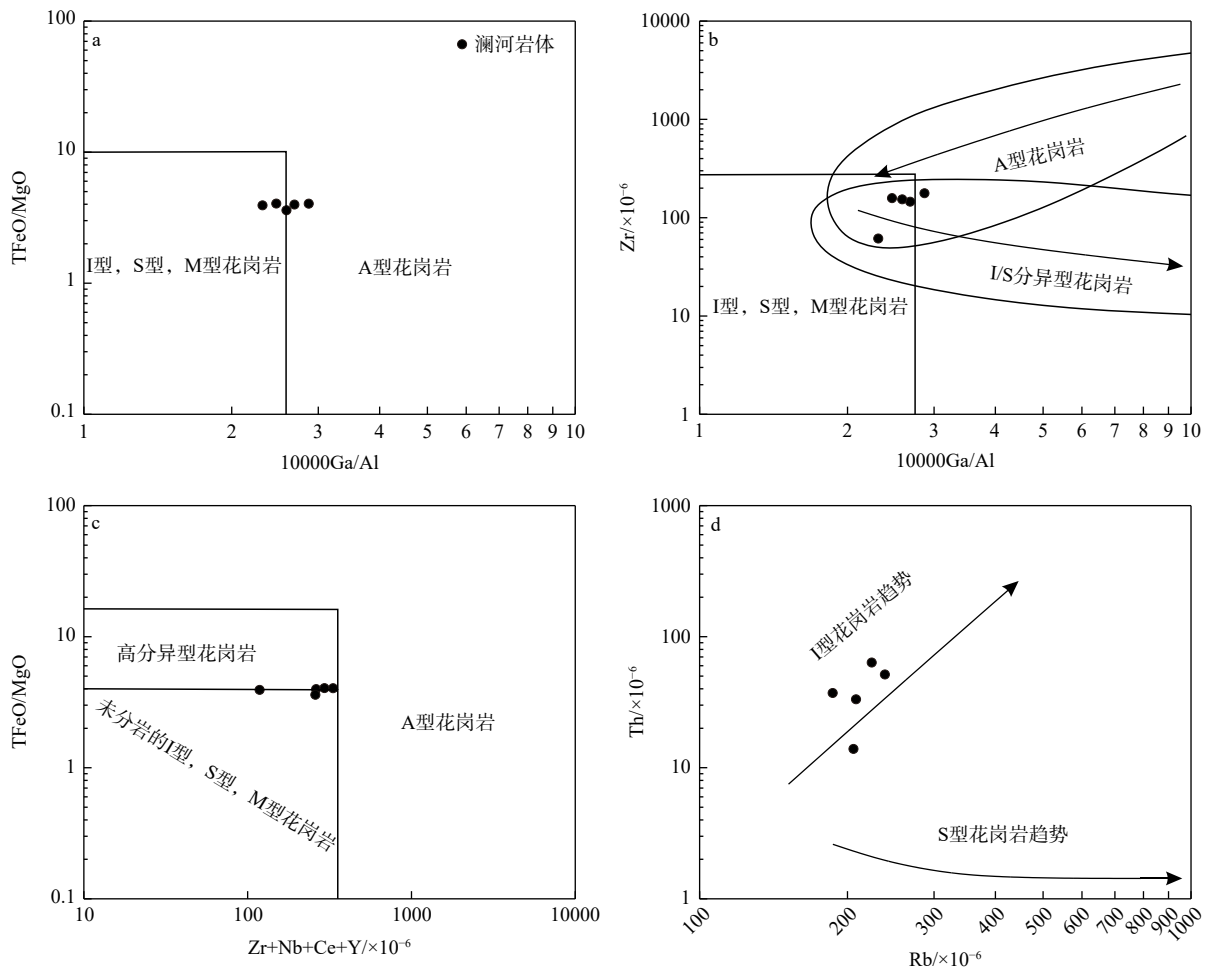 a
澜河岩体
100
10
1
0.1
TFeO/MgO
I型，S型，M型花岗岩
A型花岗岩
1 2 3 4 5 6 7 8 9 10
10000Ga/Al
b
10000
1000
100
10
1
Zr/×10⁻⁶
A型花岗岩
I/S分异型花岗岩
I型，S型，M型花岗岩
1 2 3 4 5 6 7 8 9 10
10000Ga/Al
c
100
10
1
0.1
TFeO/MgO
高分异型花岗岩
未分岩的I型，S型，M型花岗岩
A型花岗岩
10 100 1000 10000
Zr+Nb+Ce+Y/×10⁻⁶
d
1000
100
10
1
Th/×10⁻⁶
I型花岗岩趋势
S型花岗岩趋势
100 200 300 400 500 600 700 800 900 1000
Rb/×10⁻⁶